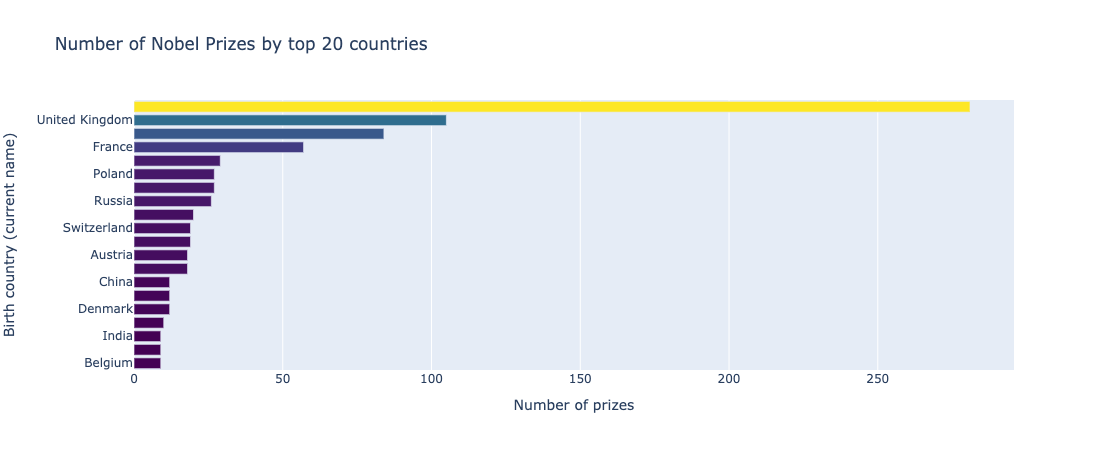 Number of Nobel Prizes by top 20 countries
Birth country (current name)
United Kingdom
France
Poland
Russia
Switzerland
Austria
China
Denmark
India
Belgium
0 50 100 150 200 250
Number of prizes